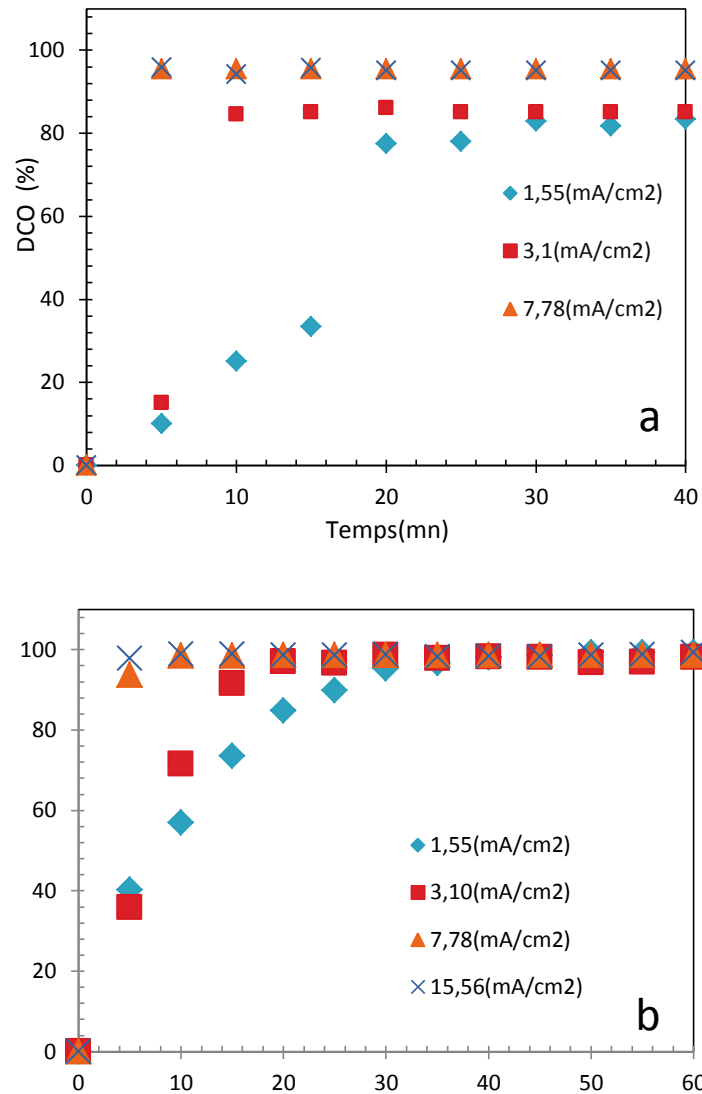 100
80
60
40
20
0
DCO (%)
1,55(mA/cm2)
3,1(mA/cm2)
7,78(mA/cm2)
a
0 10 20 30 40
Temps(mn)
100
80
60
40
20
0
1,55(mA/cm2)
3,10(mA/cm2)
7,78(mA/cm2)
15,56(mA/cm2)
b
0 10 20 30 40 50 60